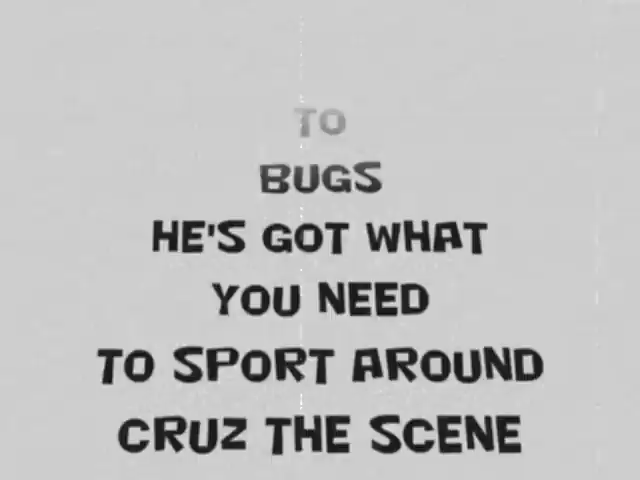 TO
BUGS
HE'S GOT WHAT
YOU NEED
TO SPORT AROUND
CRUZ THE SCENE